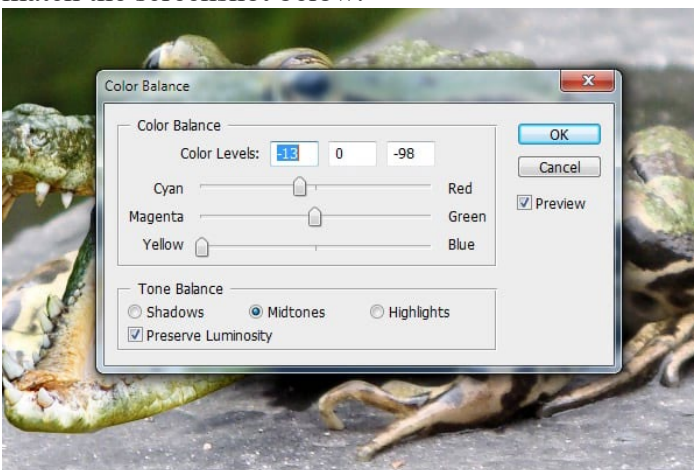 Color Balance
Color Balance
Color Levels: -13 0 -98
Cyan Red
Magenta Green
Yellow Blue
OK
Cancel
Preview
Tone Balance
Shadows Midtones Highlights
Preserve Luminosity